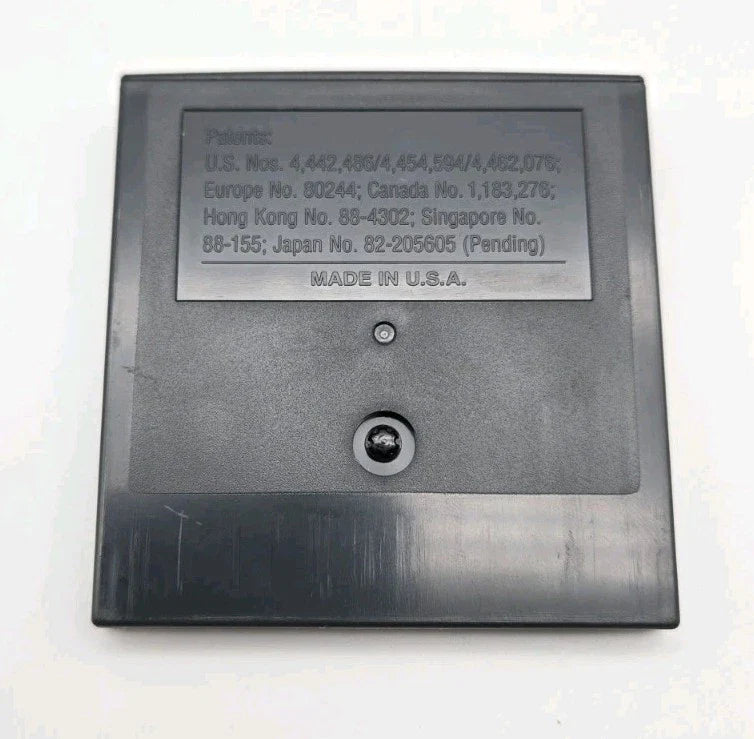 Patents:
U.S. Nos. 4,442,486/4,454,594/4,462,076;
Europe No. 80244; Canada No. 1,183,276;
Hong Kong No. 88-4302; Singapore No.
88-155; Japan No. 82-205605 (Pending)
MADE IN U.S.A.